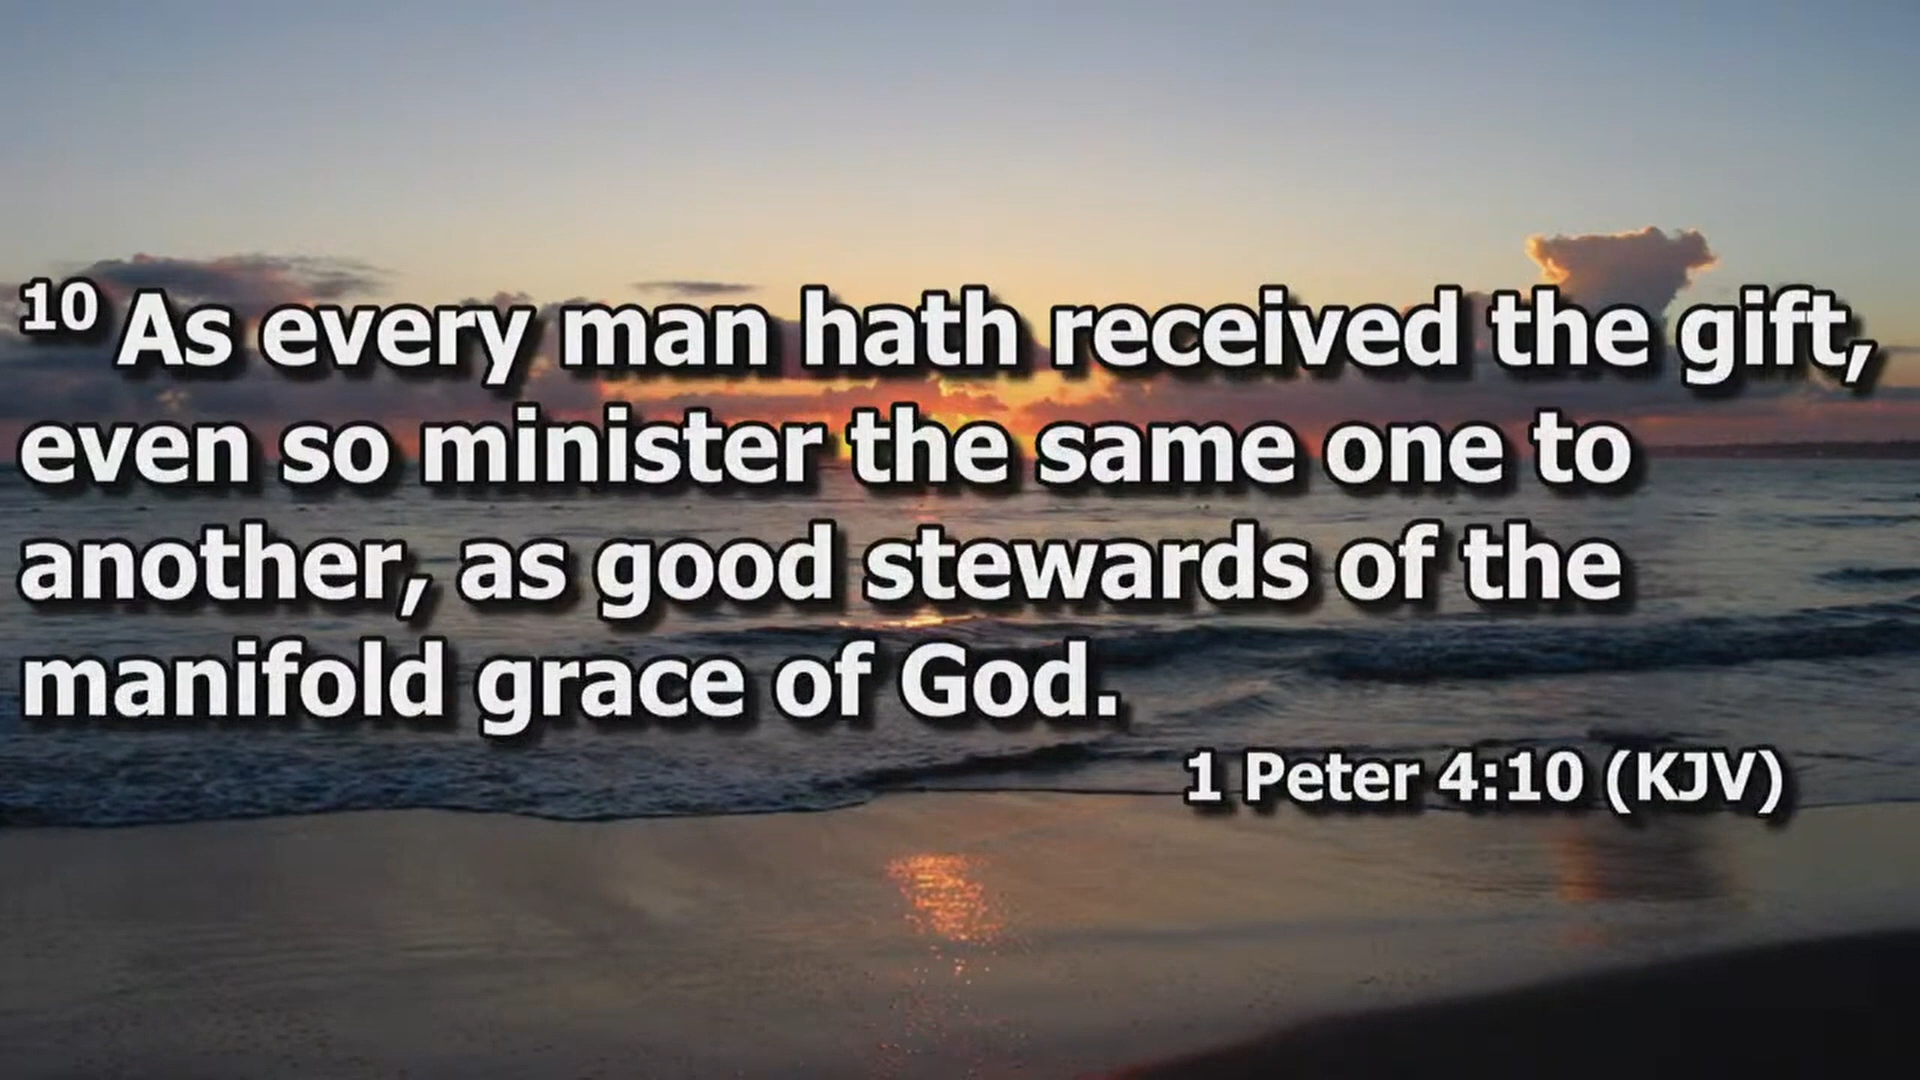 10 As every man hath received the gift,
even so minister the same one to
another, as good stewards of the
manifold grace of God.
1 Peter 4:10 (KJV)